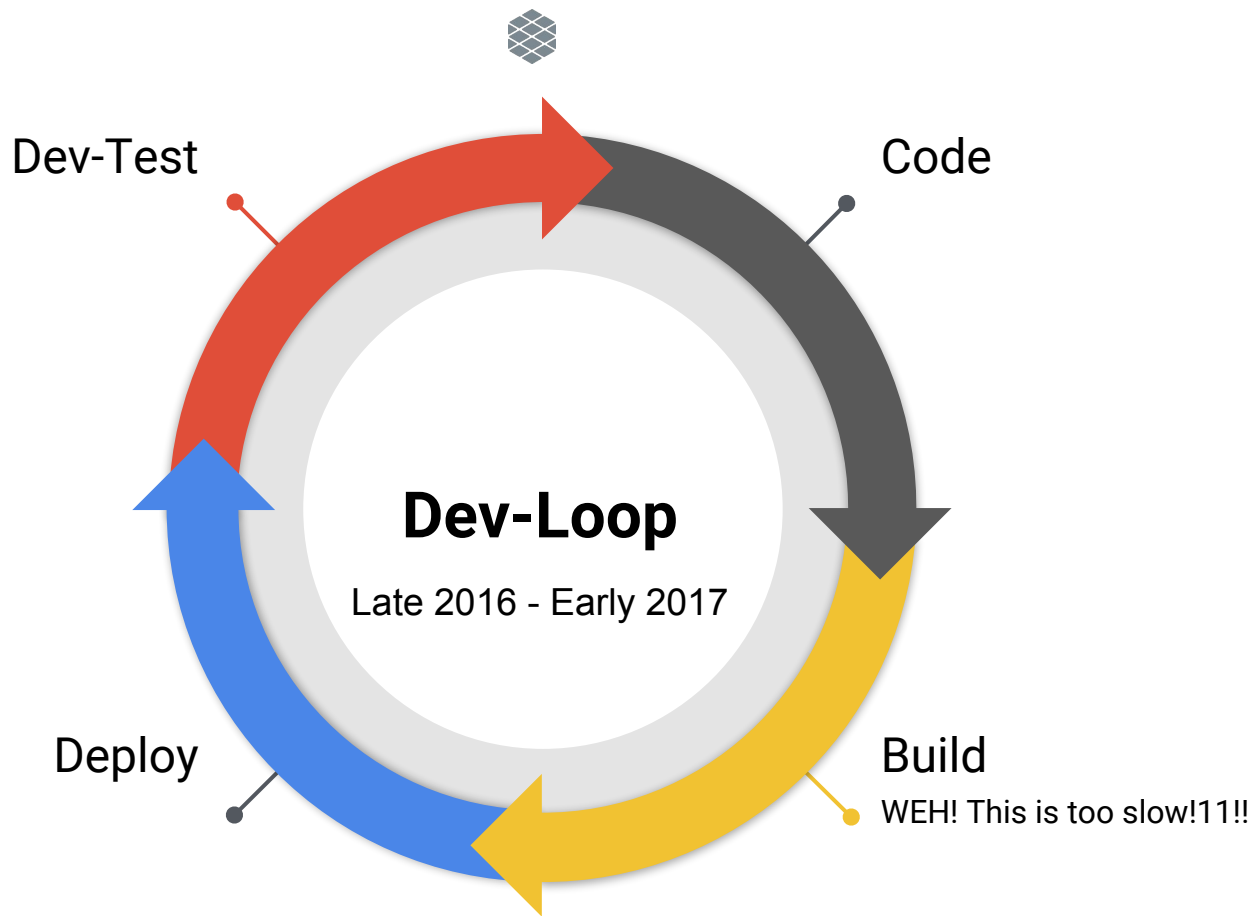 Dev-Test
Code
Dev-Loop
Late 2016 - Early 2017
Deploy
Build
WEH! This is too slow!11!!